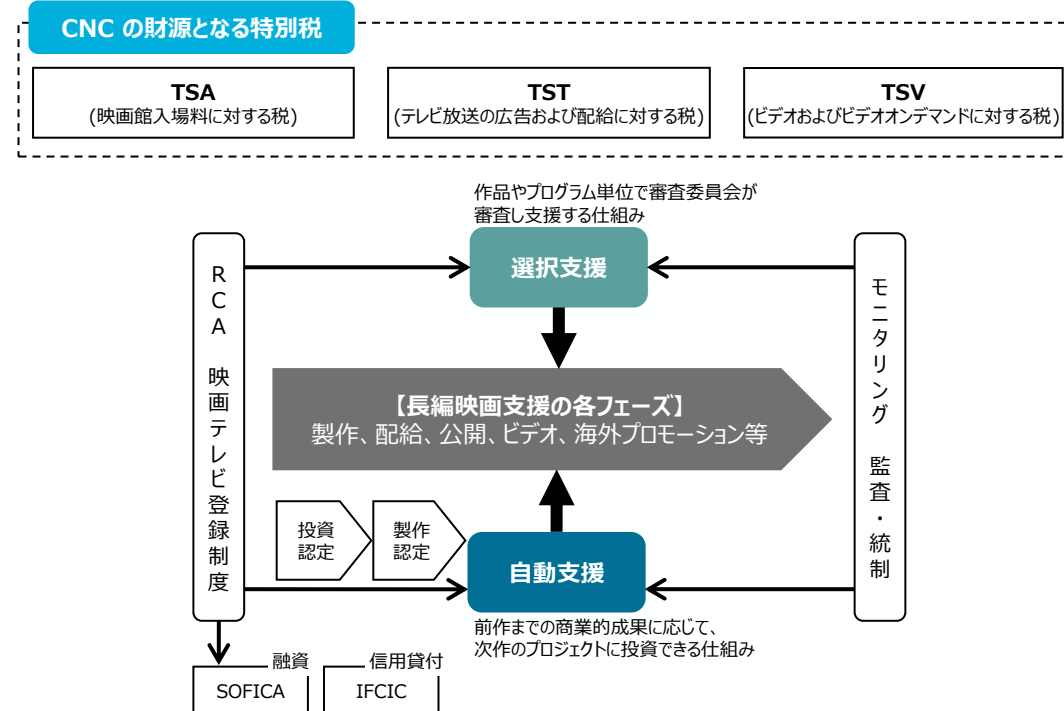 CNC の財源となる特別税
TSA
(映画館入場料に対する税)
TST
(テレビ放送の広告および配給に対する税)
TSV
(ビデオおよびビデオオンデマンドに対する税)
作品やプログラム単位で審査委員会が
審査し支援する仕組み
選択支援
RCA 映画テレビ登録制度
モニタリング 監査・統制
【長編映画支援の各フェーズ】
製作、配給、公開、ビデオ、海外プロモーション等
投資
認定
製作
認定
自動支援
前作までの商業的成果に応じて、
次作のプロジェクトに投資できる仕組み
融資
SOFICA
信用貸付
IFCIC